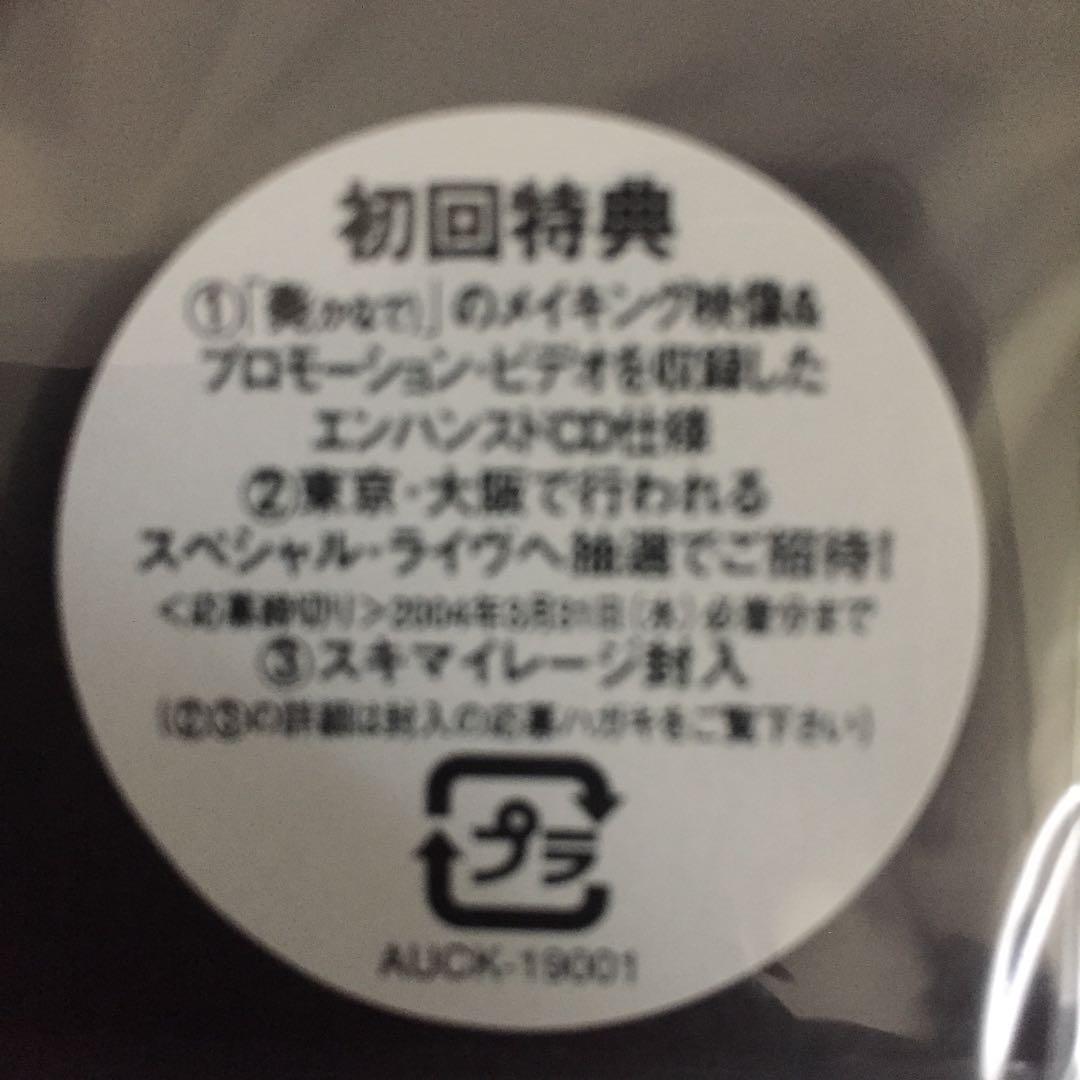 初回特典
①「奏(かなで)」のメイキング映像&
プロモーション・ビデオを収録した
エンハンストCD仕様
②東京・大阪で行われる
スペシャル・ライヴへ抽選でご招待!
<応募締切り>2004年3月31日(水)必着分まで
③スキマイレージ封入
(②③の詳細は封入の応募ハガキをご覧下さい)
プラ
AUCK-19001